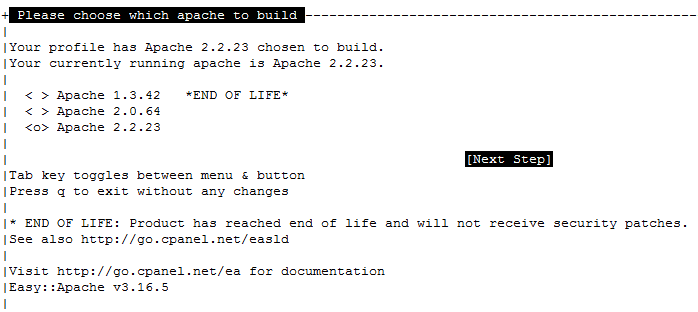 Please choose which apache to build
Your profile has Apache 2.2.23 chosen to build.
Your currently running apache is Apache 2.2.23.
< > Apache 1.3.42   *END OF LIFE*
< > Apache 2.0.64
<o> Apache 2.2.23
[Next Step]
Tab key toggles between menu & button
Press q to exit without any changes
* END OF LIFE: Product has reached end of life and will not receive security patches.
See also http://go.cpanel.net/easld
Visit http://go.cpanel.net/ea for documentation
Easy::Apache v3.16.5